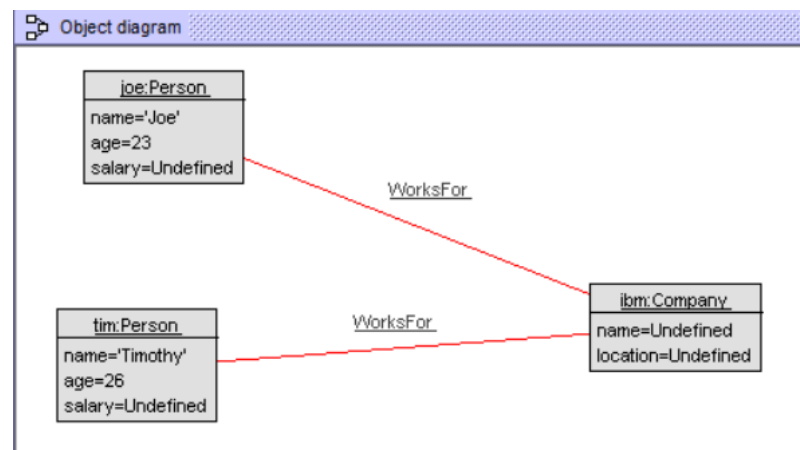 Object diagram
joe:Person
name='Joe'
age=23
salary=Undefined
WorksFor
ibm:Company
name=Undefined
location=Undefined
WorksFor
tim:Person
name='Timothy'
age=26
salary=Undefined